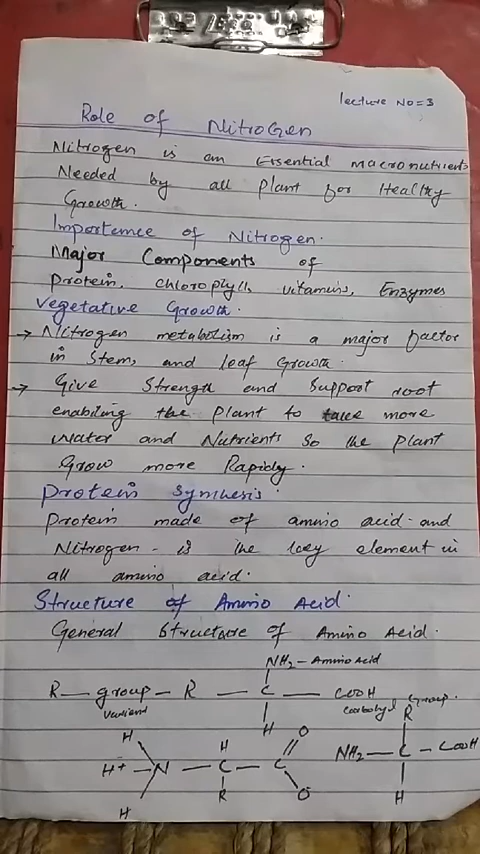 lecture No=3
Role of NitroGen
Nitrogen is an Essential macronutrients
Needed by all plant for Healthy
Growth.
Importence of Nitrogen.
Major Components of
Protein, chlorophyll, vitamins, Enzymes
Vegetative Growth.
→ Nitrogen metabolism is a major factor
in stem, and leaf Growth.
→ Give Strength and Support root
enabling the plant to take more
water and Nutrients so the plant
Grow more Rapidly.
Protein Synthesis.
Protein made of amino acid and
Nitrogen is the key element in
all amino acid.
Structure of Amino Acid.
General Structure of Amino Acid.
NH2 - Amino Acid
R — group — R — C — COOH
Group.
H
R
H H O
H+ — N — C — C
NH2 — C — COOH
H R O
H